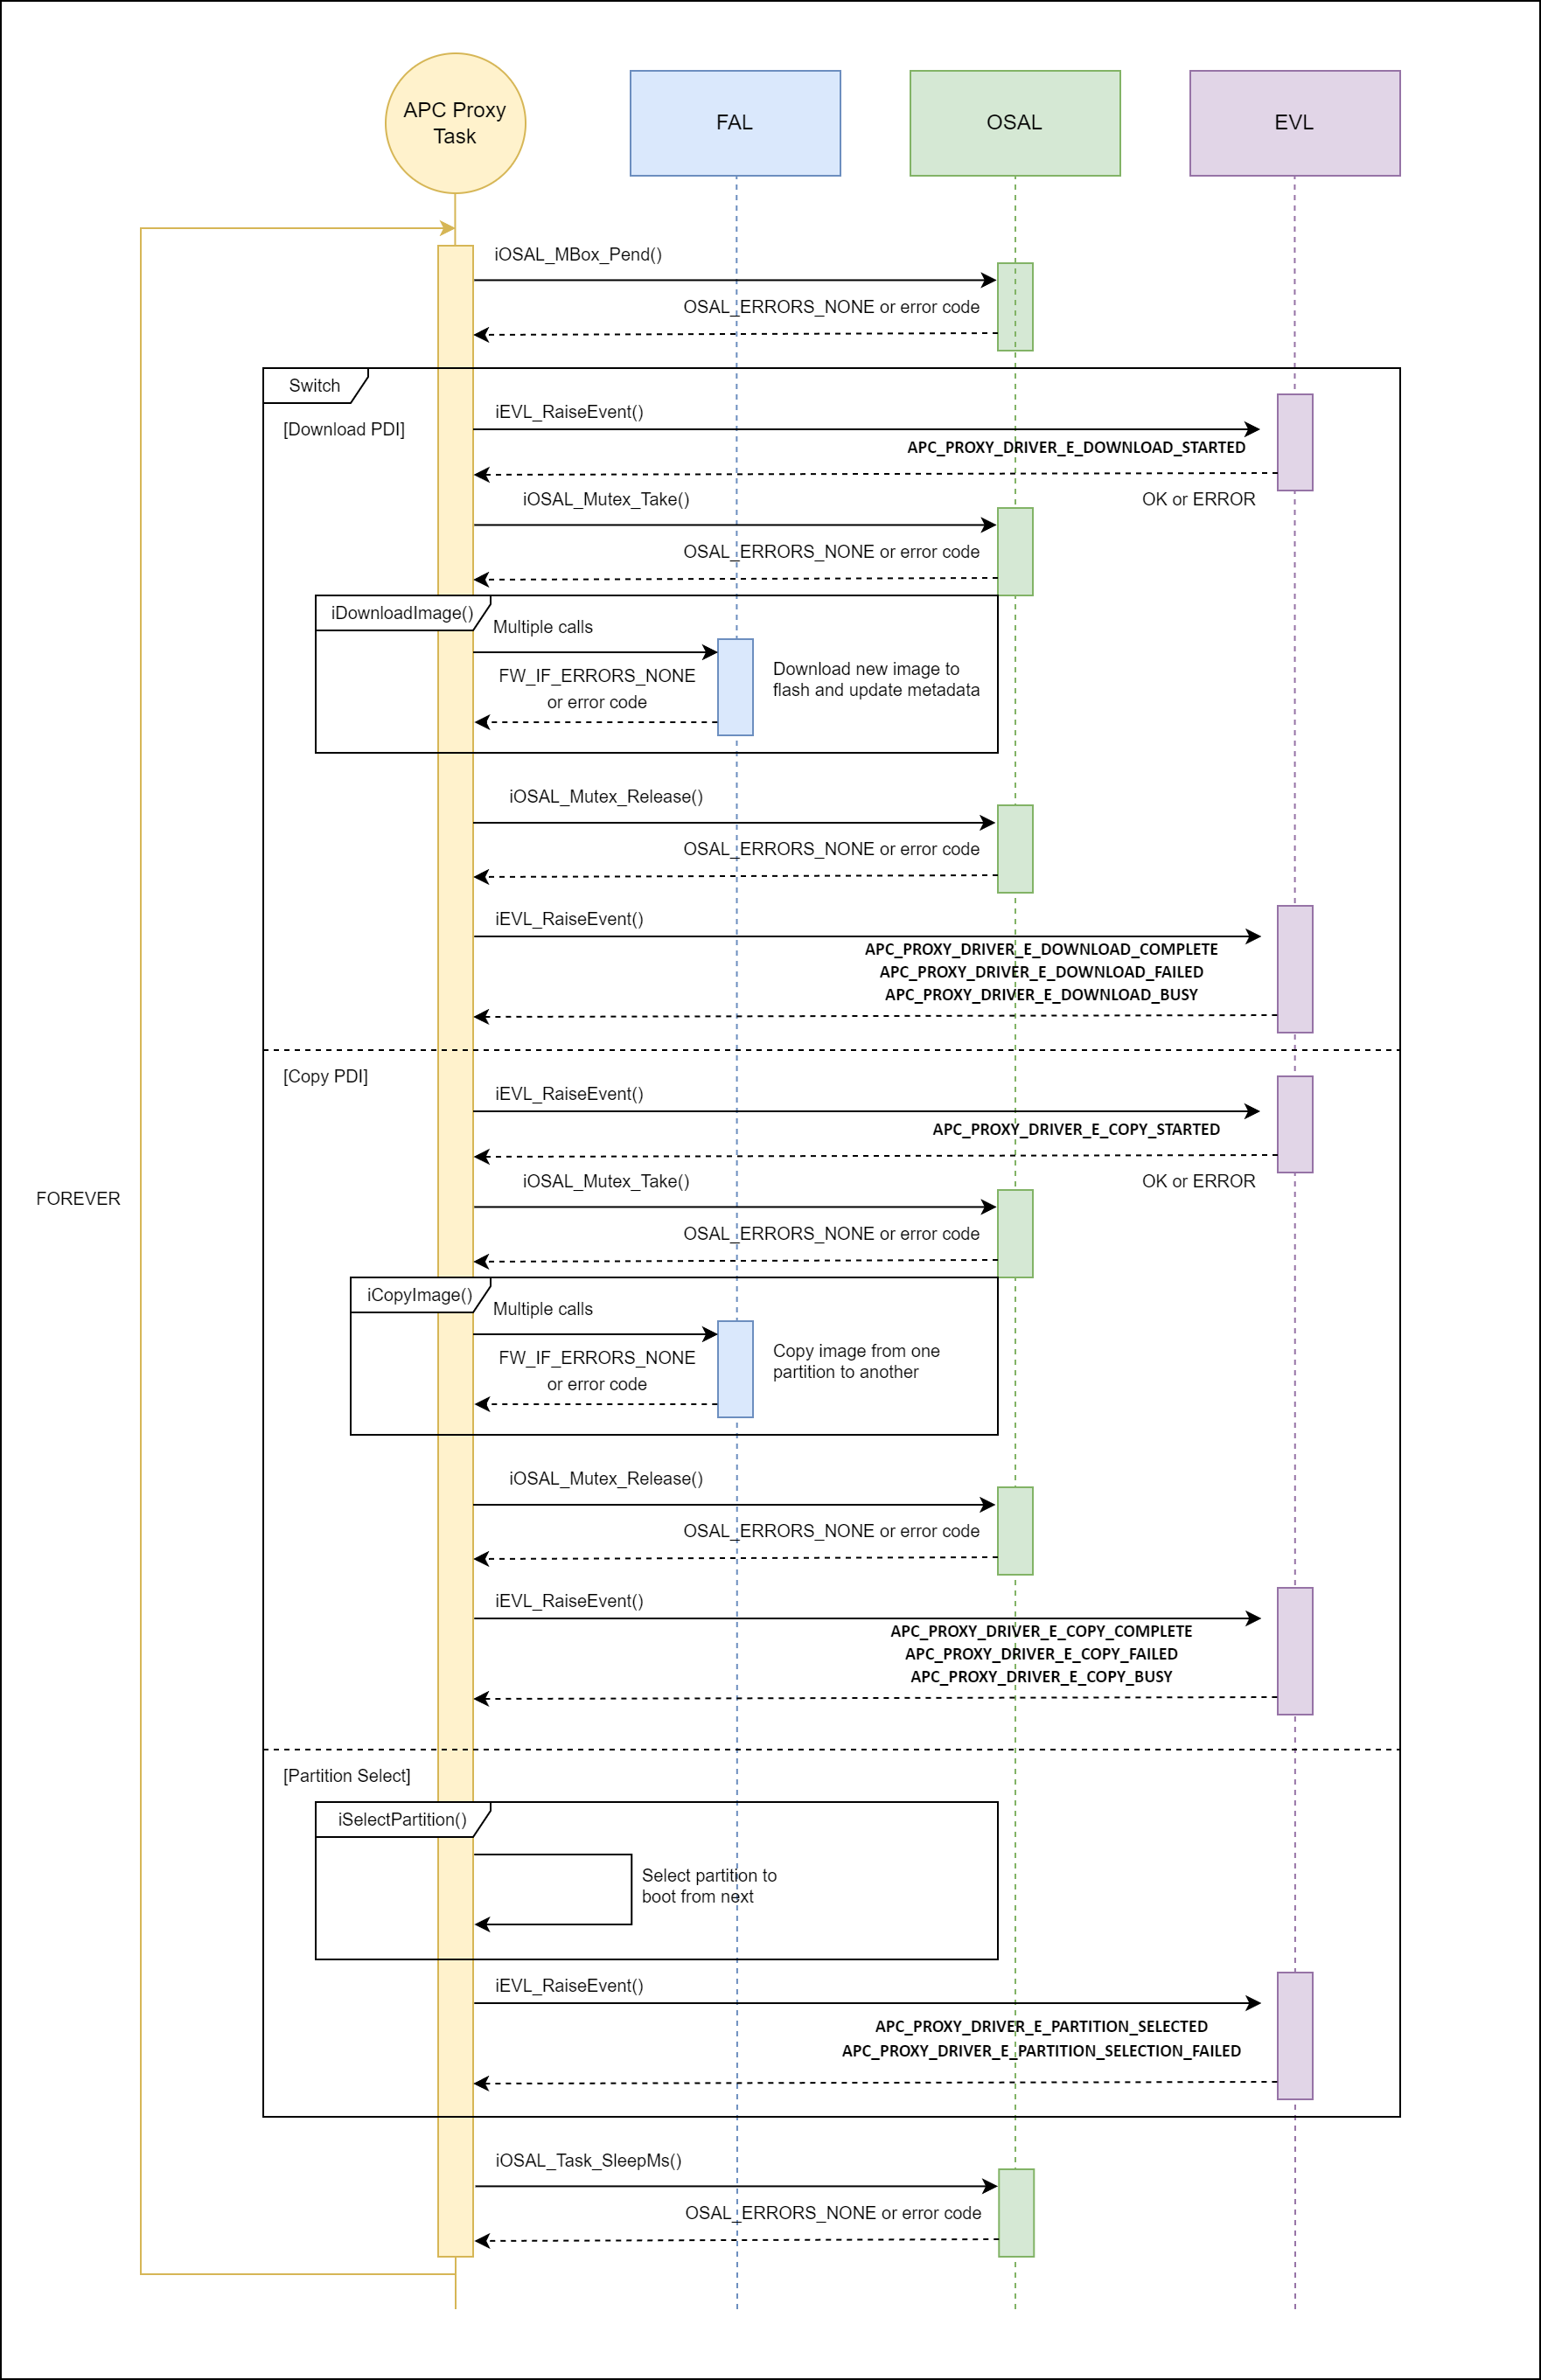 APC Proxy
Task
FAL
OSAL
EVL
iOSAL_MBox_Pend()
OSAL_ERRORS_NONE or error code
Switch
[Download PDI]
iEVL_RaiseEvent()
APC_PROXY_DRIVER_E_DOWNLOAD_STARTED
OK or ERROR
iOSAL_Mutex_Take()
OSAL_ERRORS_NONE or error code
iDownloadImage()
Multiple calls
FW_IF_ERRORS_NONE
or error code
Download new image to
flash and update metadata
iOSAL_Mutex_Release()
OSAL_ERRORS_NONE or error code
iEVL_RaiseEvent()
APC_PROXY_DRIVER_E_DOWNLOAD_COMPLETE
APC_PROXY_DRIVER_E_DOWNLOAD_FAILED
APC_PROXY_DRIVER_E_DOWNLOAD_BUSY
[Copy PDI]
iEVL_RaiseEvent()
APC_PROXY_DRIVER_E_COPY_STARTED
OK or ERROR
iOSAL_Mutex_Take()
FOREVER
OSAL_ERRORS_NONE or error code
iCopyImage()
Multiple calls
FW_IF_ERRORS_NONE
or error code
Copy image from one
partition to another
iOSAL_Mutex_Release()
OSAL_ERRORS_NONE or error code
iEVL_RaiseEvent()
APC_PROXY_DRIVER_E_COPY_COMPLETE
APC_PROXY_DRIVER_E_COPY_FAILED
APC_PROXY_DRIVER_E_COPY_BUSY
[Partition Select]
iSelectPartition()
Select partition to
boot from next
iEVL_RaiseEvent()
APC_PROXY_DRIVER_E_PARTITION_SELECTED
APC_PROXY_DRIVER_E_PARTITION_SELECTION_FAILED
iOSAL_Task_SleepMs()
OSAL_ERRORS_NONE or error code